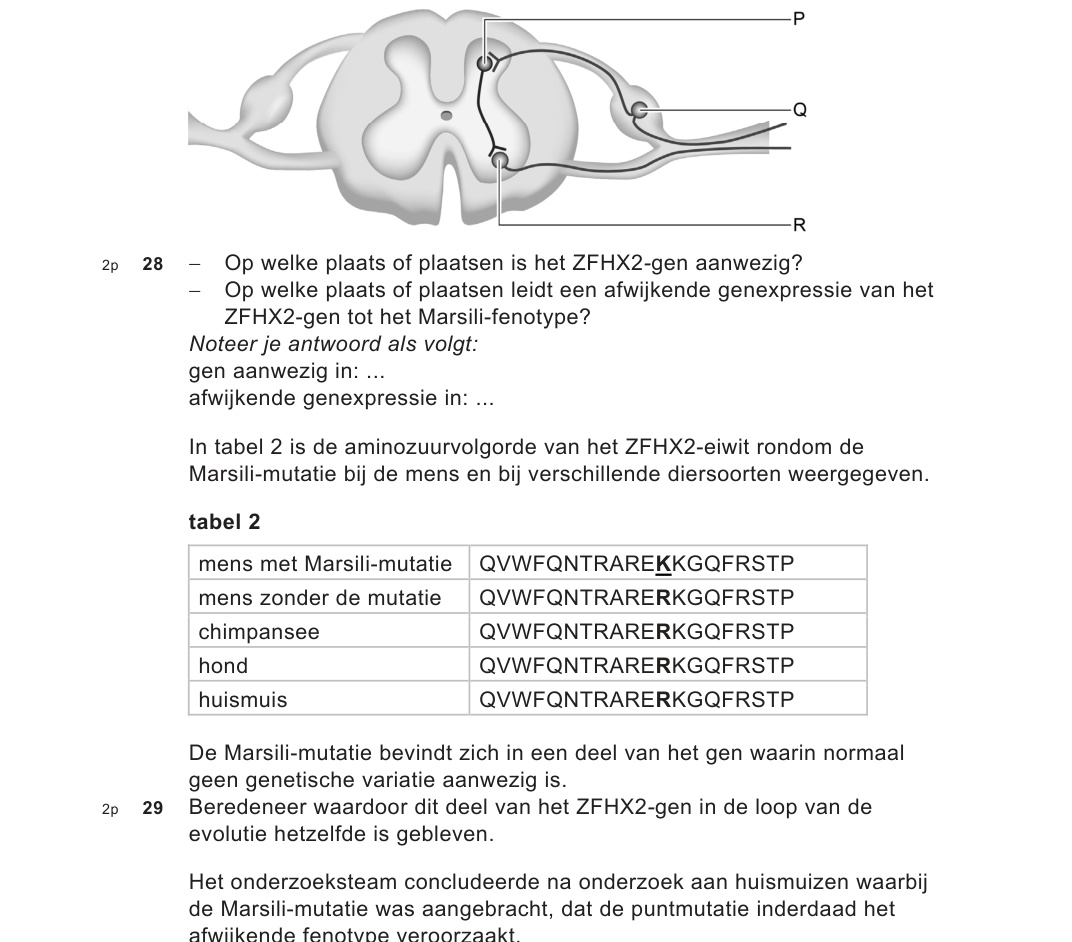 P
Q
R
2p 28 – Op welke plaats of plaatsen is het ZFHX2-gen aanwezig?
– Op welke plaats of plaatsen leidt een afwijkende genexpressie van het
ZFHX2-gen tot het Marsili-fenotype?
Noteer je antwoord als volgt:
gen aanwezig in: ...
afwijkende genexpressie in: ...
In tabel 2 is de aminozuurvolgorde van het ZFHX2-eiwit rondom de
Marsili-mutatie bij de mens en bij verschillende diersoorten weergegeven.
tabel 2
mens met Marsili-mutatie QVWFQNTRAREKKGQFRSTP
mens zonder de mutatie QVWFQNTRARERKGQFRSTP
chimpansee QVWFQNTRARERKGQFRSTP
hond QVWFQNTRARERKGQFRSTP
huismuis QVWFQNTRARERKGQFRSTP
De Marsili-mutatie bevindt zich in een deel van het gen waarin normaal
geen genetische variatie aanwezig is.
2p 29 Beredeneer waardoor dit deel van het ZFHX2-gen in de loop van de
evolutie hetzelfde is gebleven.
Het onderzoeksteam concludeerde na onderzoek aan huismuizen waarbij
de Marsili-mutatie was aangebracht, dat de puntmutatie inderdaad het
afwijkende fenotype veroorzaakt.